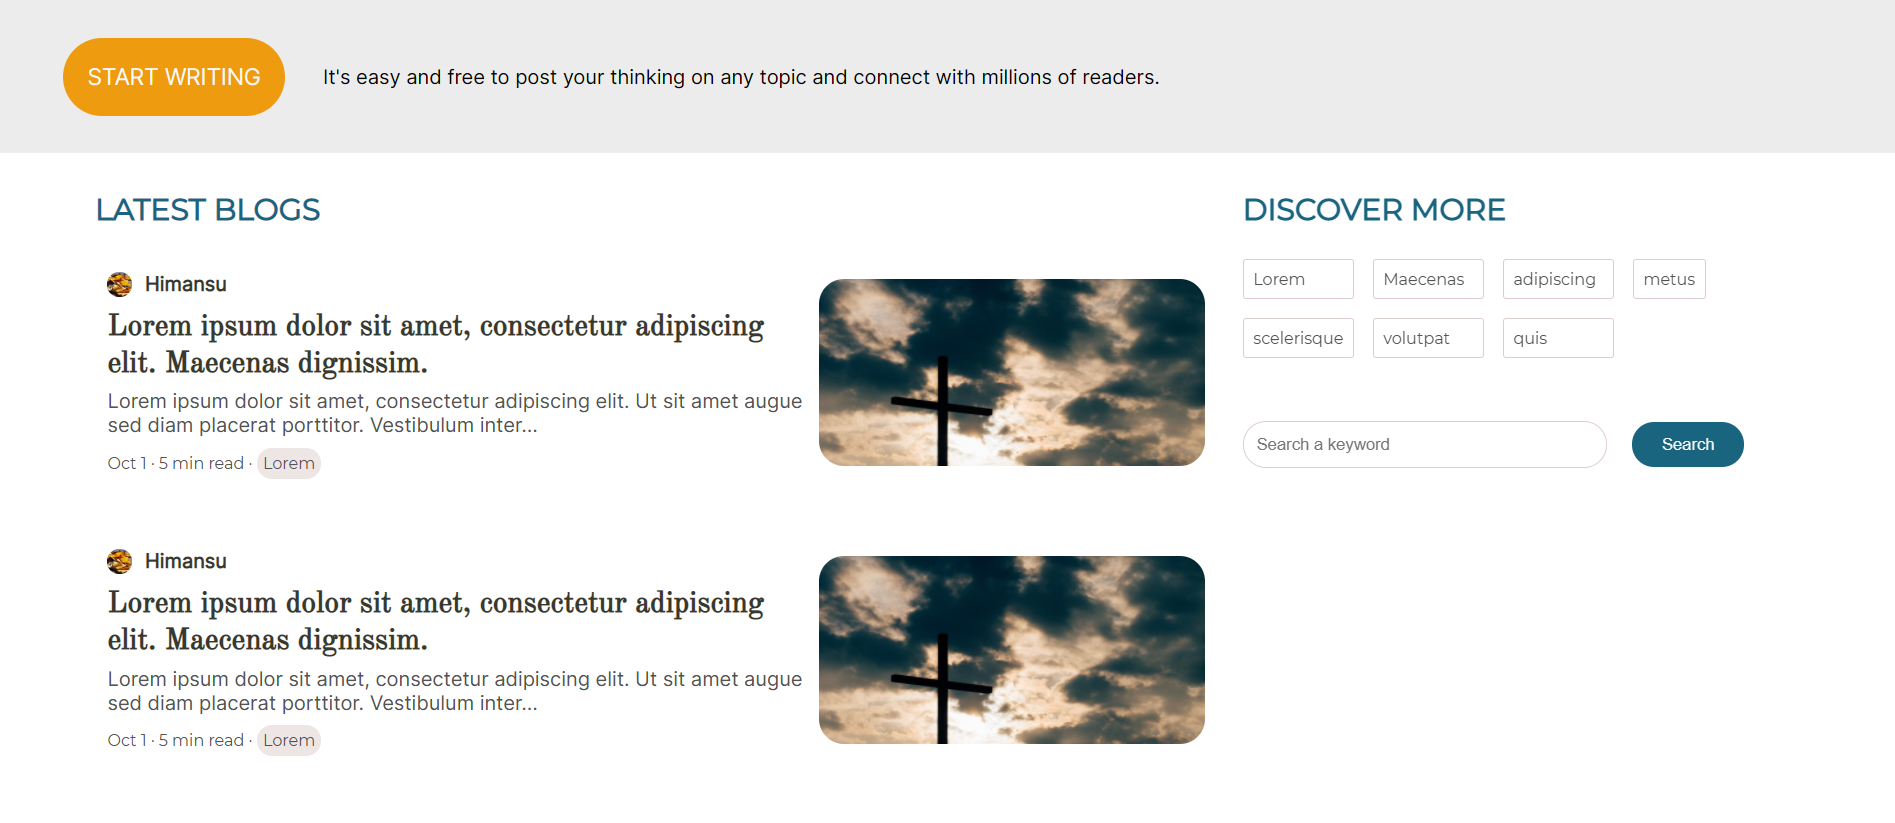 START WRITING
It's easy and free to post your thinking on any topic and connect with millions of readers.
LATEST BLOGS
Himansu
Lorem ipsum dolor sit amet, consectetur adipiscing
elit. Maecenas dignissim.
Lorem ipsum dolor sit amet, consectetur adipiscing elit. Ut sit amet augue
sed diam placerat porttitor. Vestibulum inter...
Oct 1 · 5 min read · Lorem
Himansu
Lorem ipsum dolor sit amet, consectetur adipiscing
elit. Maecenas dignissim.
Lorem ipsum dolor sit amet, consectetur adipiscing elit. Ut sit amet augue
sed diam placerat porttitor. Vestibulum inter...
Oct 1 · 5 min read · Lorem
DISCOVER MORE
Lorem Maecenas adipiscing metus
scelerisque volutpat quis
Search a keyword Search